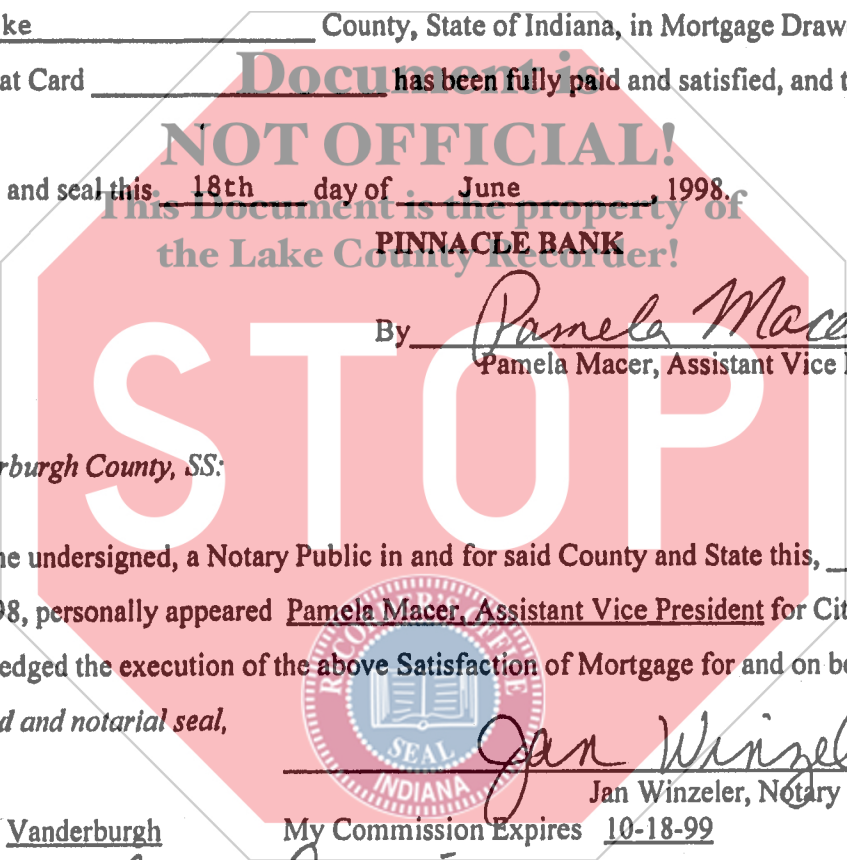 ke County, State of Indiana, in Mortgage Draw
Document is
at Card has been fully paid and satisfied, and t
NOT OFFICIAL!
and seal this 18th day of June, 1998.
This Document is the property of
PINNACLE BANK
the Lake County Recorder!
By Pamela Mace
Pamela Macer, Assistant Vice
STOP
rburgh County, SS:
ne undersigned, a Notary Public in and for said County and State this,
98, personally appeared Pamela Macer, Assistant Vice President for Cit
edged the execution of the above Satisfaction of Mortgage for and on be
d and notarial seal,
RECORDER'S OFFICE
SEAL
INDIANA
Jan Winzel
Jan Winzeler, Notary
Vanderburgh My Commission Expires 10-18-99